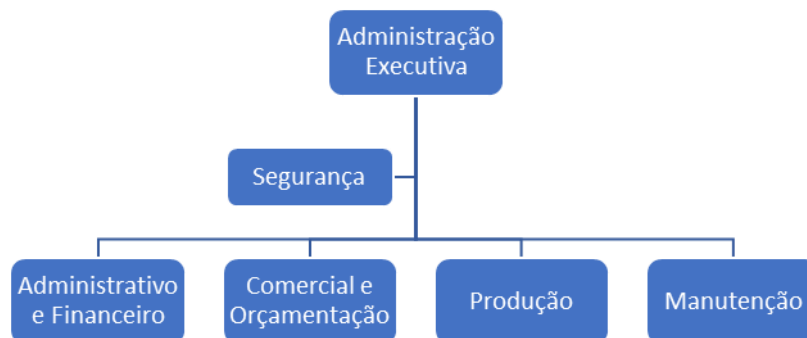 Administração
Executiva
Segurança
Administrativo
e Financeiro
Comercial e
Orçamentação
Produção
Manutenção